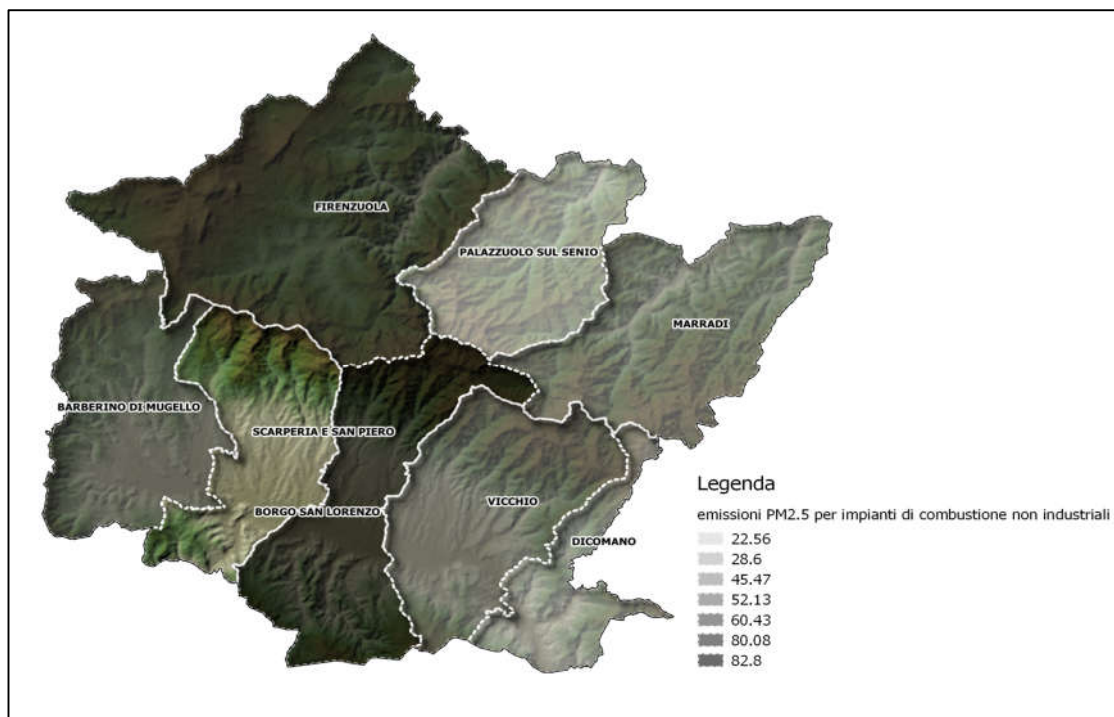 FIRENZUOLA
PALAZZUOLO SUL SENIO
MARRADI
BARBERINO DI MUGELLO
SCARPERIA E SAN PIERO
VICCHIO
BORGO SAN LORENZO
DICOMANO
Legenda
emissioni PM2.5 per impianti di combustione non industriali
22.56
28.6
45.47
52.13
60.43
80.08
82.8